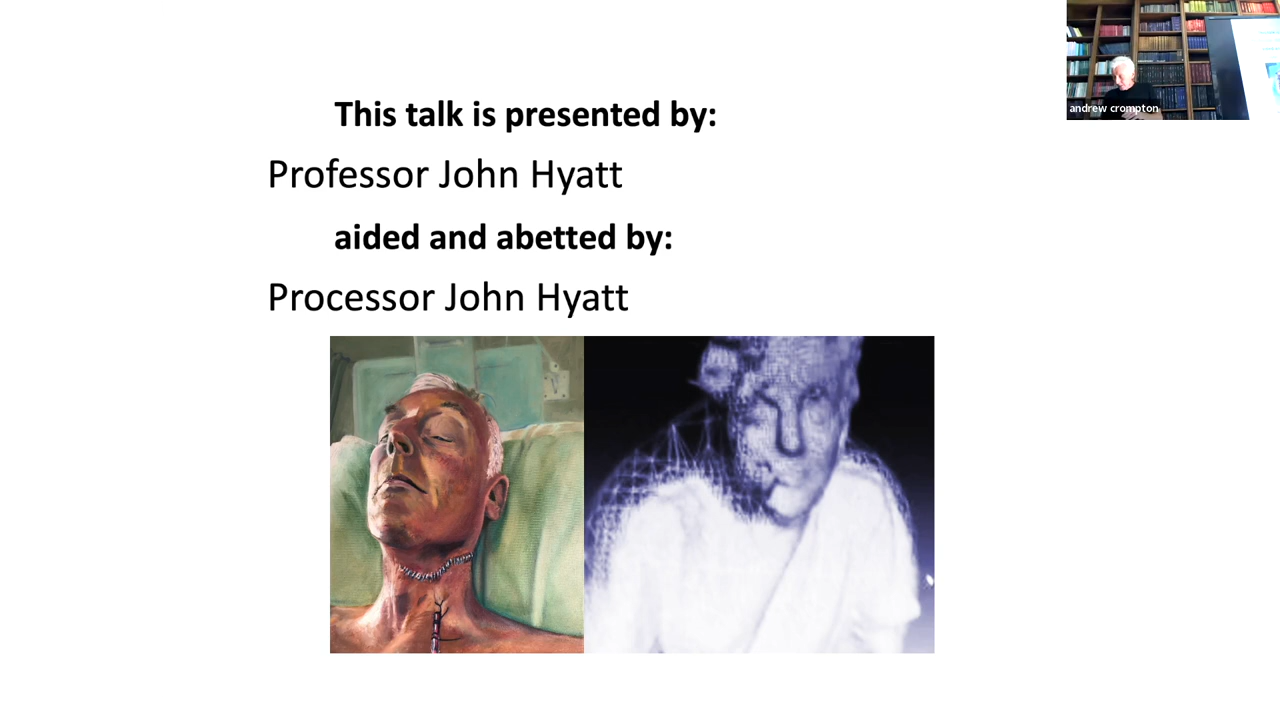 This talk is presented by:
Professor John Hyatt
aided and abetted by:
Processor John Hyatt
andrew crompton